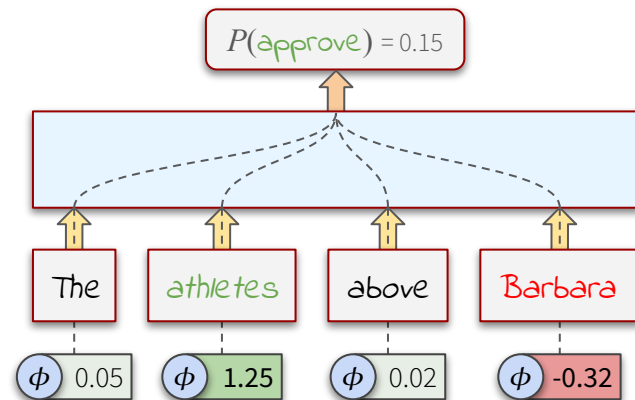 P(approve) = 0.15
The athletes above Barbara
ϕ 0.05 ϕ 1.25 ϕ 0.02 ϕ -0.32